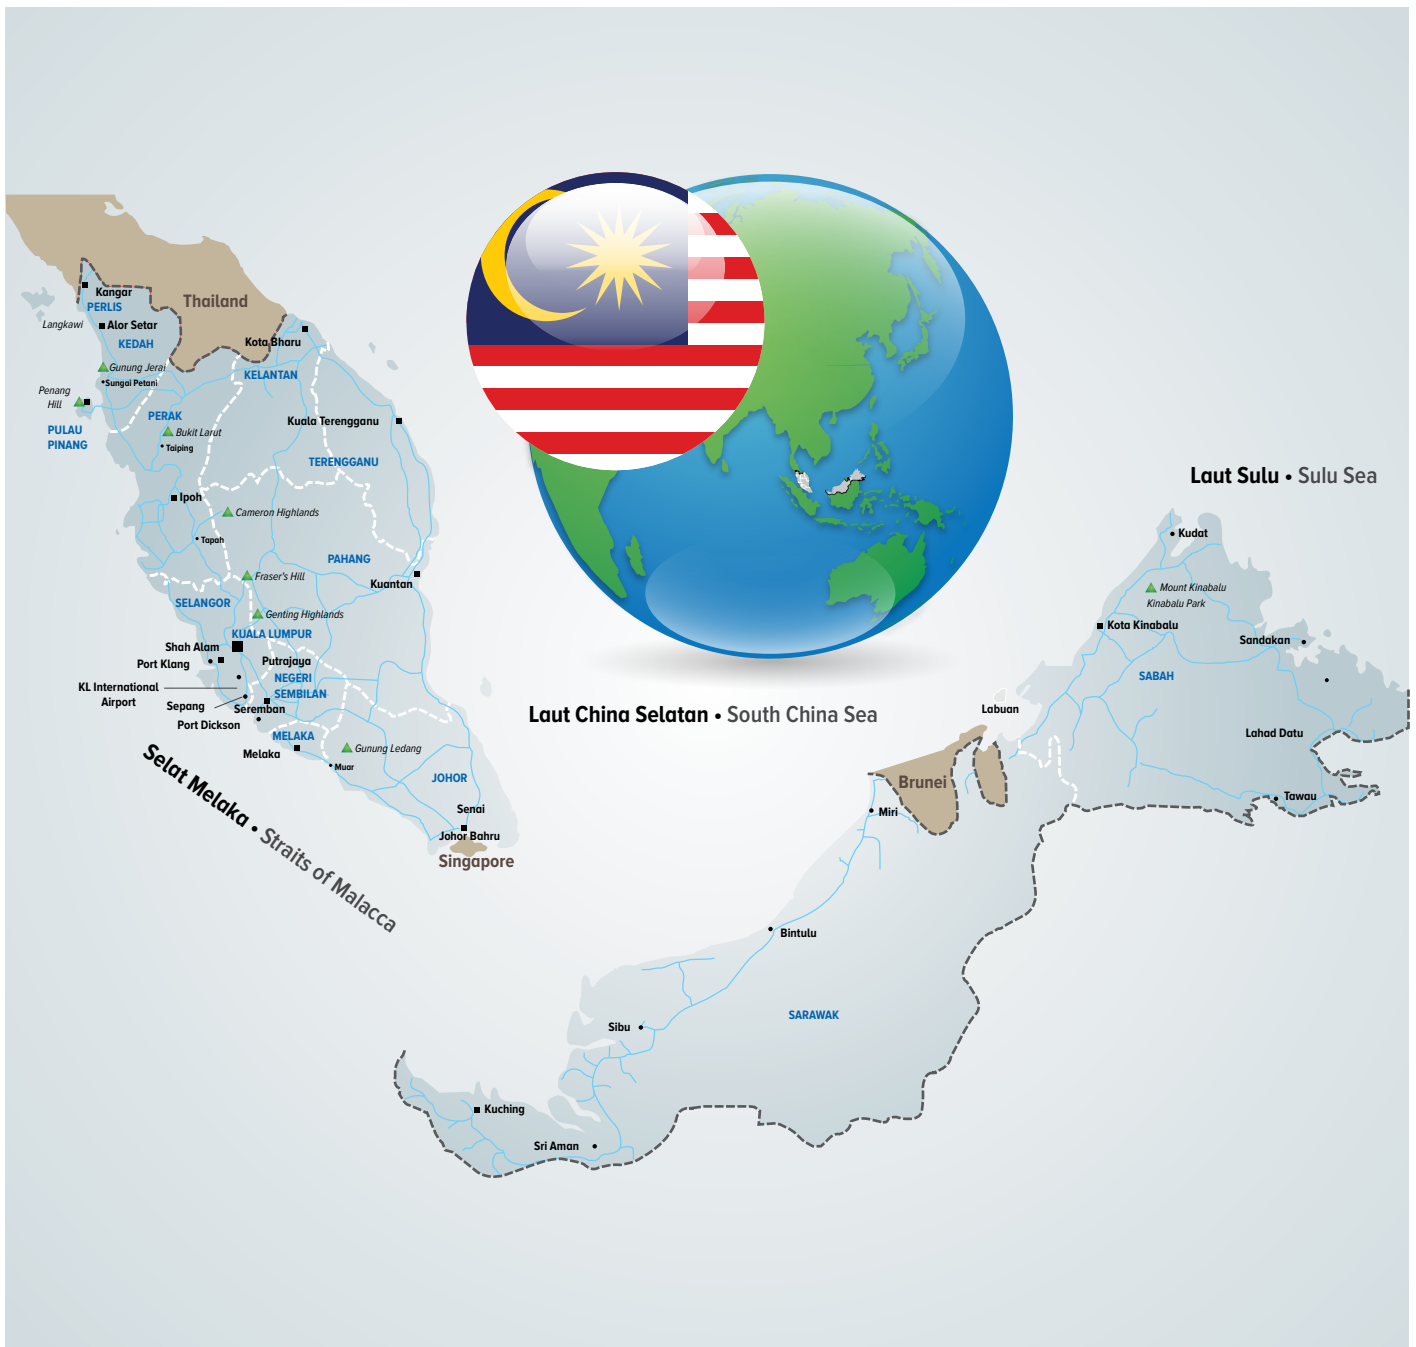 Thailand
Kangar
PERLIS
Langkawi
Alor Setar
KEDAH
Kota Bharu
Gunung Jerai
Sungai Petani
KELANTAN
Penang
Hill
PERAK
PULAU
PINANG
Bukit Larut
Taiping
Kuala Terengganu
TERENGGANU
Ipoh
Cameron Highlands
Tapah
PAHANG
Fraser's Hill
Kuantan
SELANGOR
Genting Highlands
KUALA LUMPUR
Shah Alam
Port Klang
Putrajaya
NEGERI
SEMBILAN
KL International
Airport
Sepang
Seremban
Port Dickson
MELAKA
Melaka
Gunung Ledang
Muar
JOHOR
Senai
Johor Bahru
Singapore
Selat Melaka • Straits of Malacca
Laut China Selatan • South China Sea
Laut Sulu • Sulu Sea
Kudat
Mount Kinabalu
Kinabalu Park
Kota Kinabalu
Sandakan
SABAH
Labuan
Lahad Datu
Brunei
Tawau
Miri
Bintulu
SARAWAK
Sibu
Kuching
Sri Aman